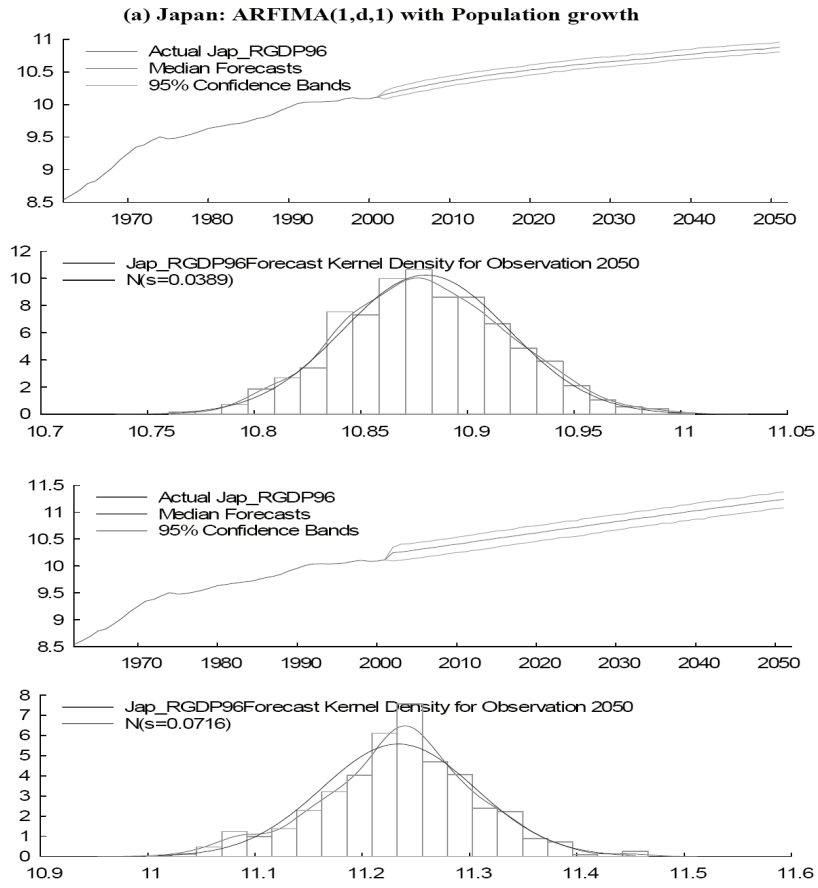 (a) Japan: ARFIMA(1,d,1) with Population growth
11
10.5
10
9.5
9
8.5
Actual Jap_RGDP96
Median Forecasts
95% Confidence Bands
1970 1980 1990 2000 2010 2020 2030 2040 2050
12
10
8
6
4
2
0
Jap_RGDP96Forecast Kernel Density for Observation 2050
N(s=0.0389)
10.7 10.75 10.8 10.85 10.9 10.95 11 11.05
11.5
11
10.5
10
9.5
9
8.5
Actual Jap_RGDP96
Median Forecasts
95% Confidence Bands
1970 1980 1990 2000 2010 2020 2030 2040 2050
8
7
6
5
4
3
2
1
0
Jap_RGDP96Forecast Kernel Density for Observation 2050
N(s=0.0716)
10.9 11 11.1 11.2 11.3 11.4 11.5 11.6